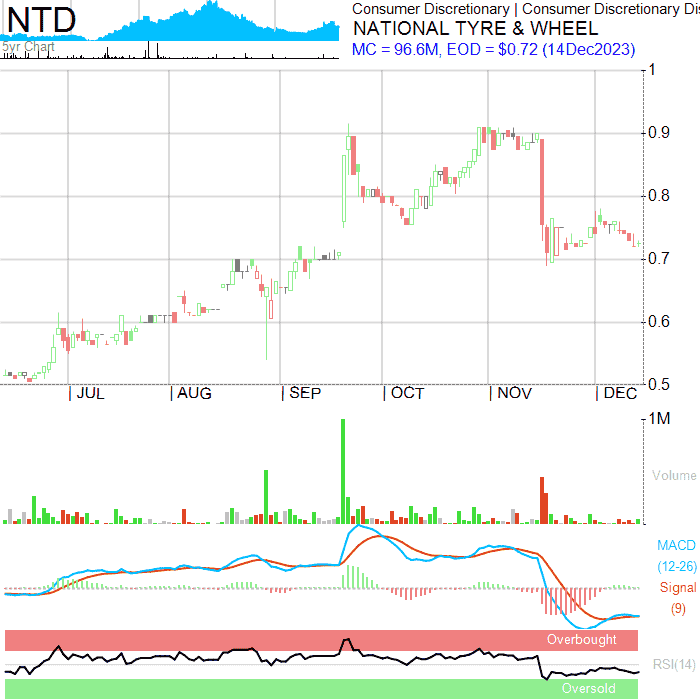 NTD
5yr Chart
Consumer Discretionary | Consumer Discretionary Dis
NATIONAL TYRE & WHEEL
MC = 96.6M, EOD = $0.72 (14Dec2023)
1
0.9
0.8
0.7
0.6
0.5
JUL AUG SEP OCT NOV DEC
1M
Volume
MACD
(12-26)
Signal
(9)
Overbought
RSI(14)
Oversold